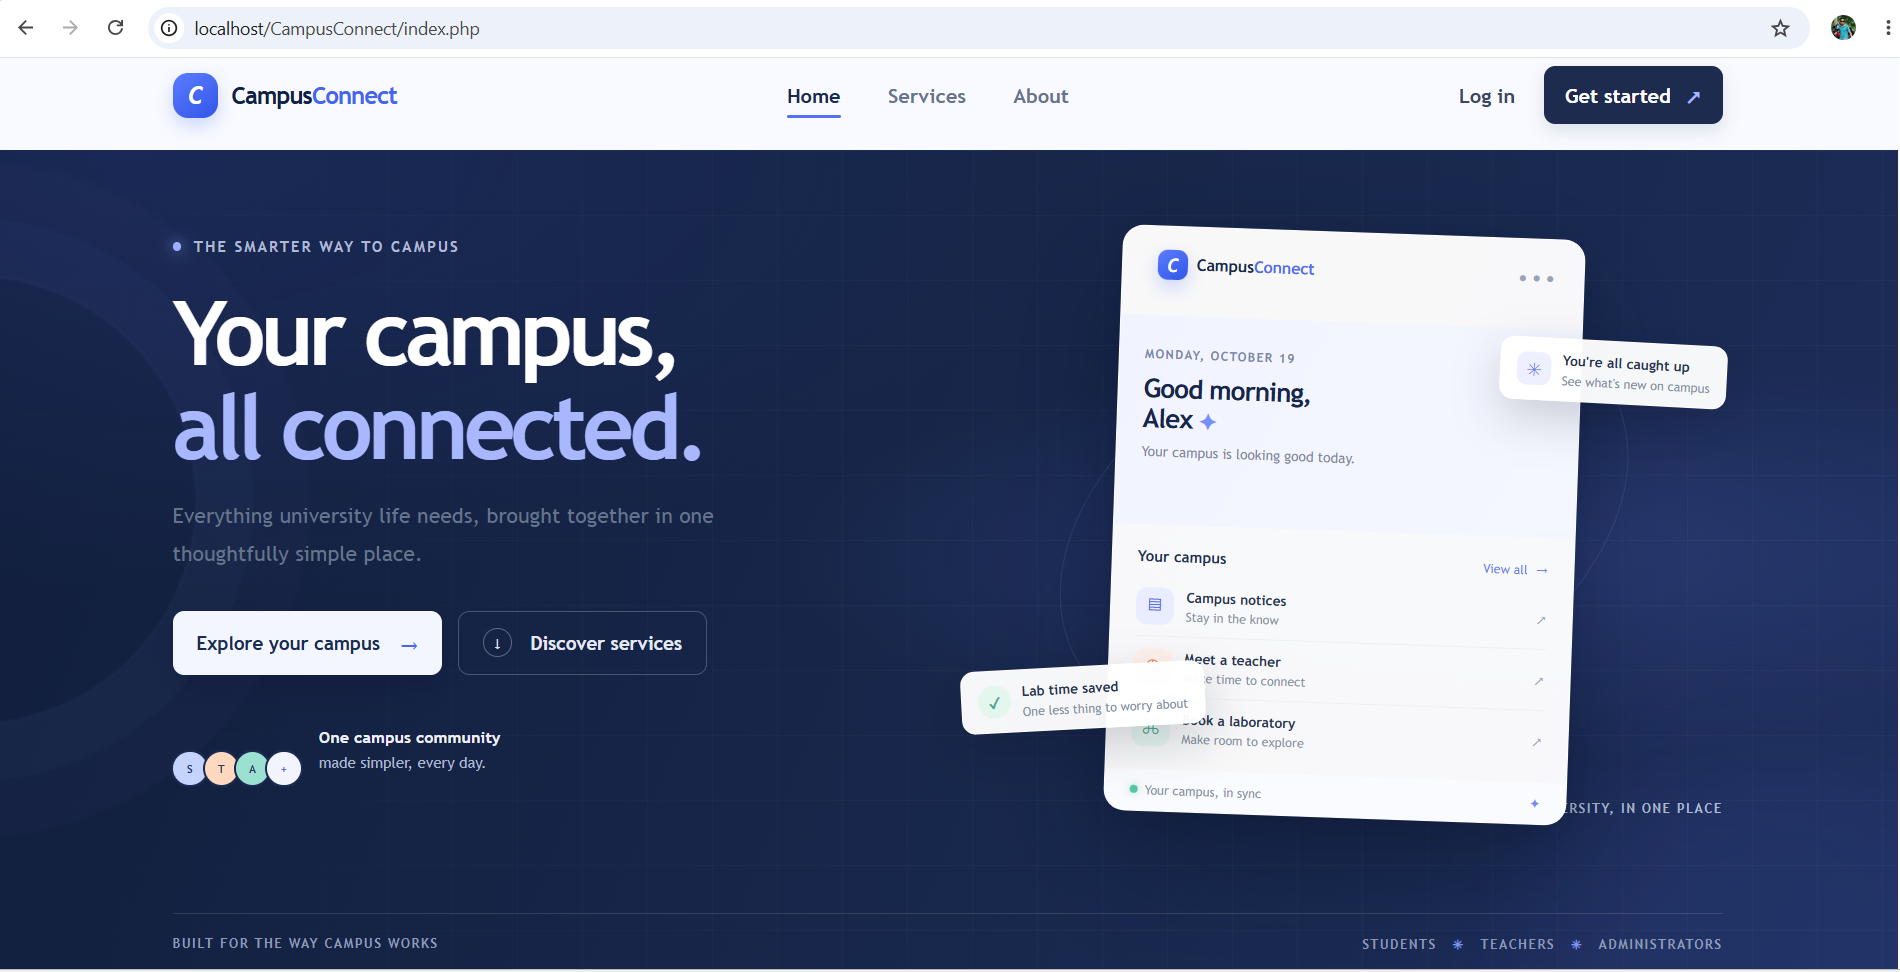 localhost/CampusConnect/index.php
C CampusConnect
Home Services About
Log in Get started ↗
THE SMARTER WAY TO CAMPUS
Your campus,
all connected.
Everything university life needs, brought together in one
thoughtfully simple place.
Explore your campus →
↓ Discover services
S T A +
One campus community
made simpler, every day.
C CampusConnect
MONDAY, OCTOBER 19
Good morning,
Alex
Your campus is looking good today.
You're all caught up
See what's new on campus
Your campus
View all →
Campus notices
Stay in the know
Meet a teacher
time to connect
Lab time saved
One less thing to worry about
a laboratory
Make room to explore
Your campus, in sync
IN ONE PLACE
BUILT FOR THE WAY CAMPUS WORKS
STUDENTS TEACHERS ADMINISTRATORS